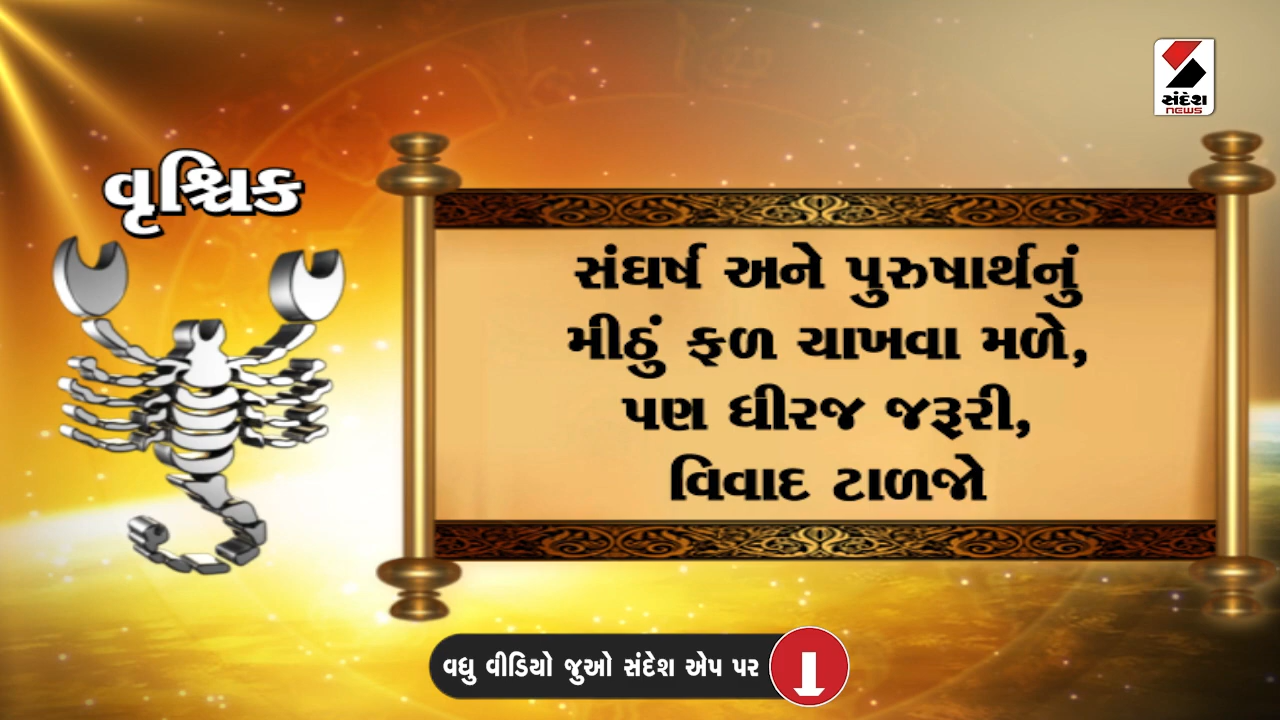 સંદેશ
NEWS
વૃશ્ચિક
સંઘર્ષ અને પુરુષાર્થનું
મીઠું ફળ ચાખવા મળે,
પણ ધીરજ જરૂરી,
વિવાદ ટાળજો
વધુ વીડિયો જુઓ સંદેશ એપ પર